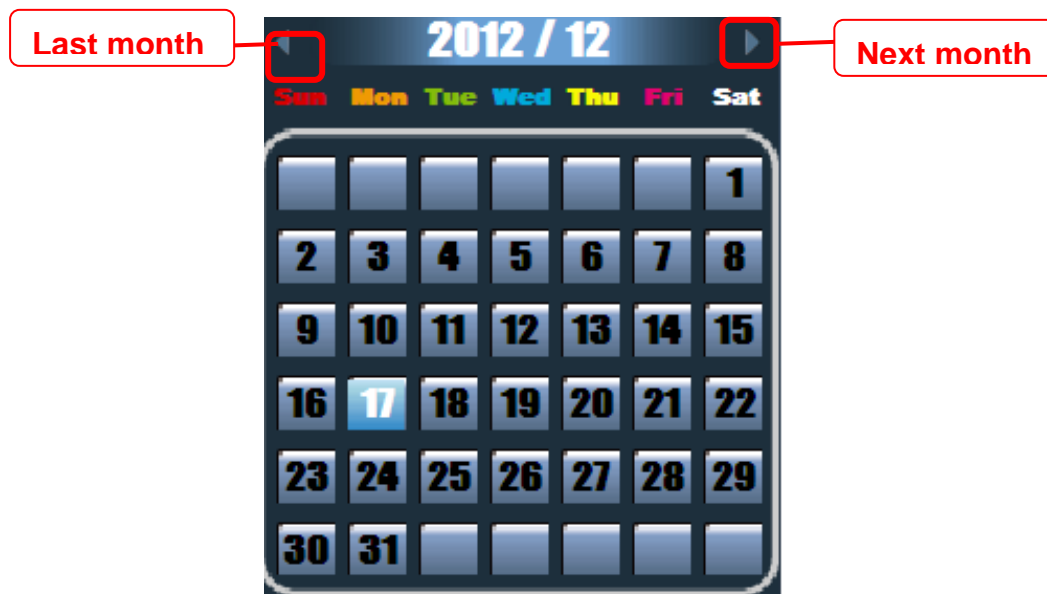 Last month
2012 / 12
Next month
Sun Mon Tue Wed Thu Fri Sat
1
2 3 4 5 6 7 8
9 10 11 12 13 14 15
16 17 18 19 20 21 22
23 24 25 26 27 28 29
30 31